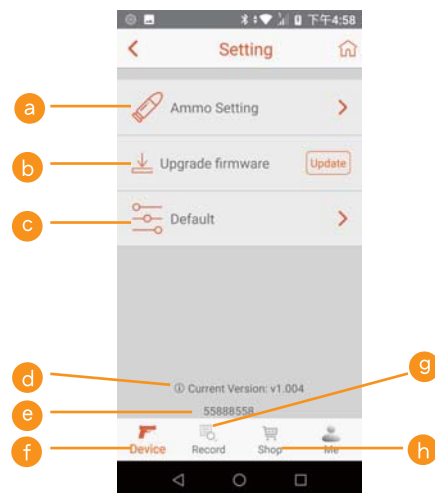 下午4:58
Setting
a
Ammo Setting
b
Upgrade firmware
Update
c
Default
d
Current Version: v1.004
g
e
55888558
f
Device
Record
Shop
Me
h